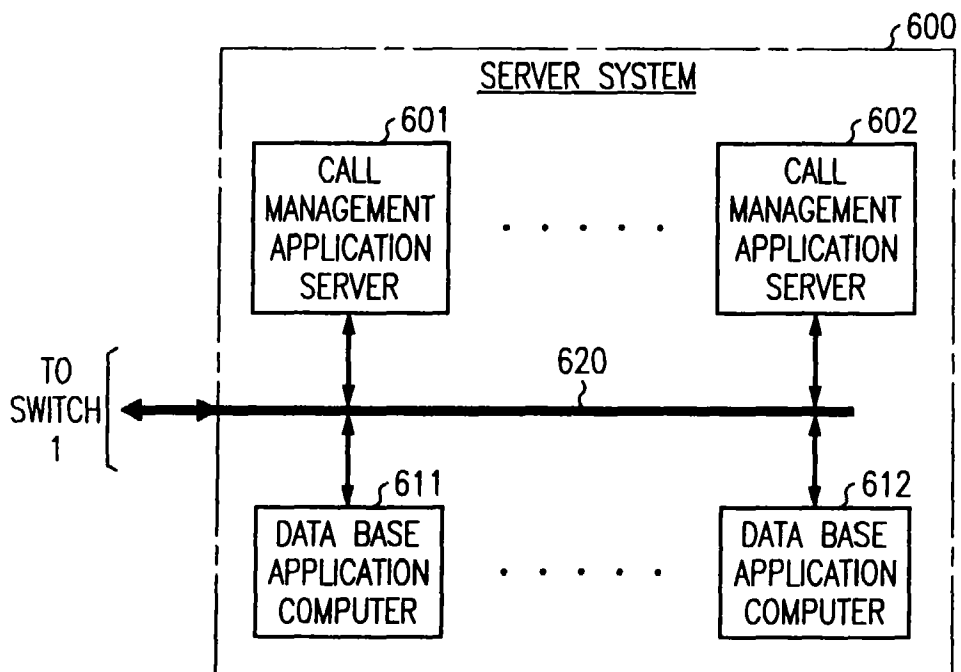 600
SERVER SYSTEM
601
602
CALL
MANAGEMENT
APPLICATION
SERVER
CALL
MANAGEMENT
APPLICATION
SERVER
TO
SWITCH
1
620
611
612
DATA BASE
APPLICATION
COMPUTER
DATA BASE
APPLICATION
COMPUTER